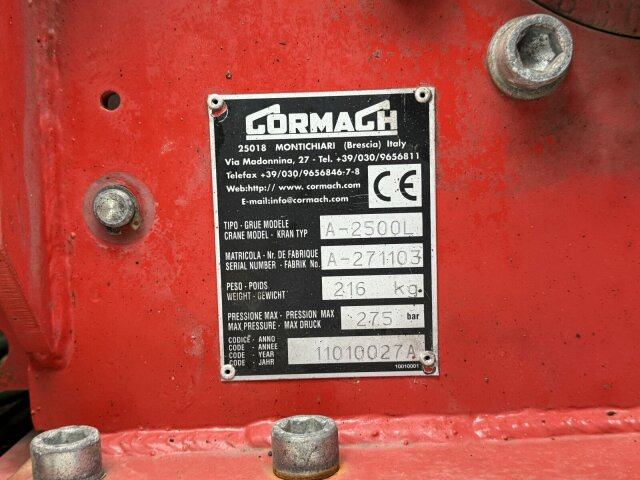 CORMACH
25018 MONTICHIARI (Brescia) Italy
Via Madonnina, 27 - Tel. +39/030/9656811
Telefax +39/030/9656846-7-8
Web:http// www. cormach.com
E-mail:info@cormach.com
CE
TIPO - GRUE MODELE
CRANE MODEL - KRAN TYP
A-2500L
MATRICOLA - Nr. DE FABRIQUE
SERIAL NUMBER - FABRIK No.
A-271103
PESO - POIDS
WEIGHT - GEWICHT
216 kg.
PRESSIONE MAX - PRESSION MAX
MAX PRESSURE - MAX DRUCK
275 bar
CODICE - ANNO
CODE - ANNEE
CODE - YEAR
CODE - JAHR
11010027A
10010001